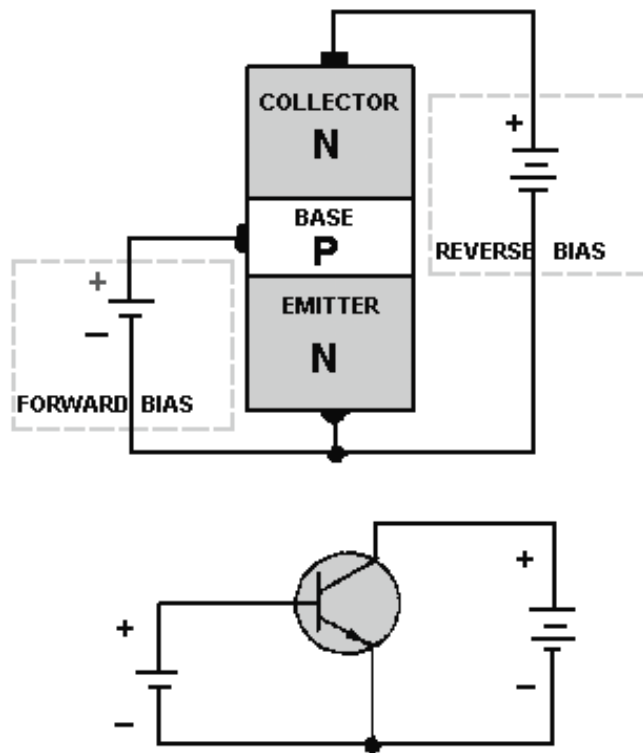 COLLECTOR
N
+
BASE
P
REVERSE BIAS
+
−
EMITTER
N
FORWARD BIAS
+
+
−
−